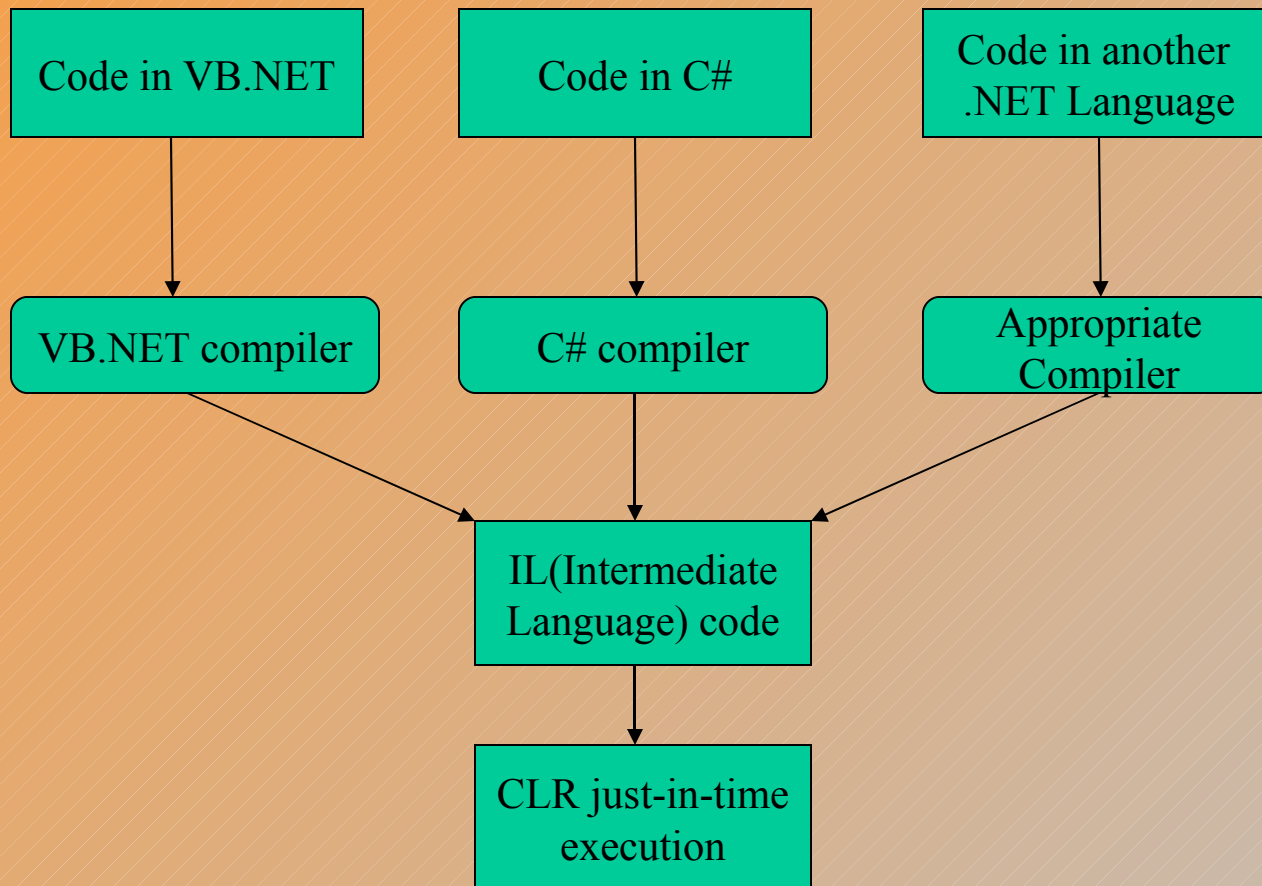 Code in VB.NET
Code in C#
Code in another
.NET Language
VB.NET compiler
C# compiler
Appropriate
Compiler
IL(Intermediate
Language) code
CLR just-in-time
execution